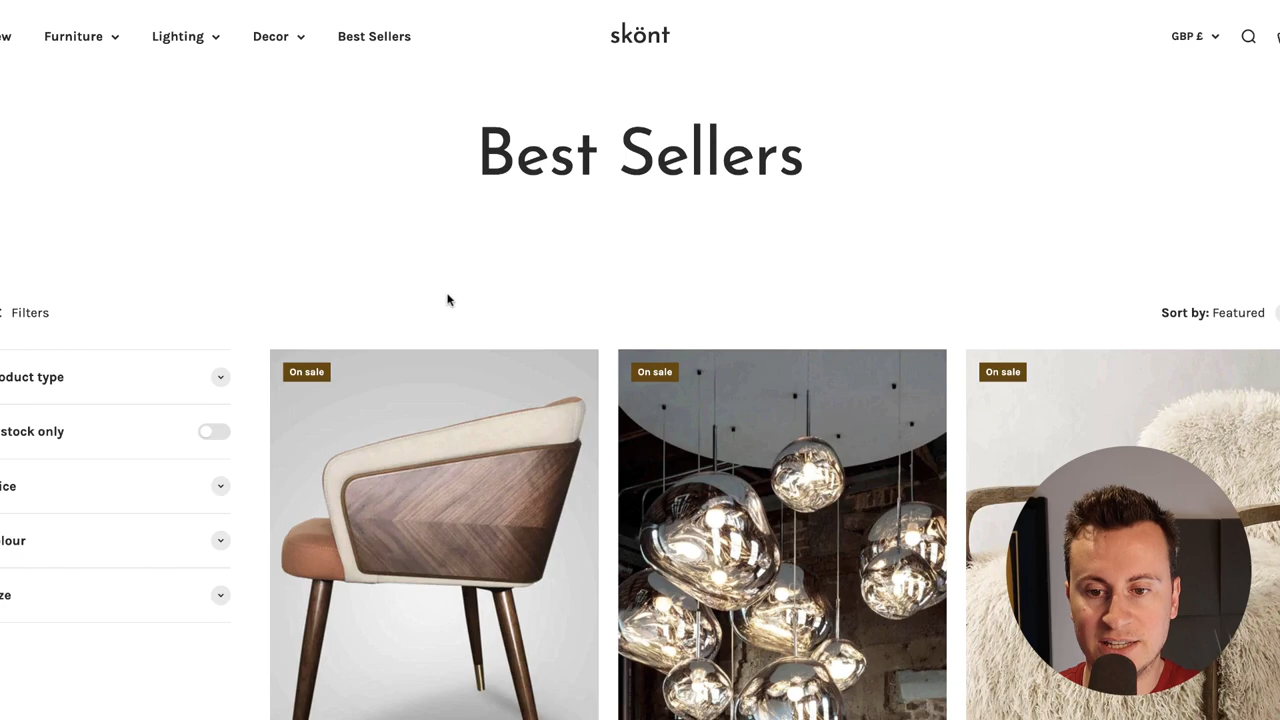 ew Furniture Lighting Decor Best Sellers skönt GBP £
Best Sellers
Filters Sort by: Featured
oduct type
stock only
ice
lour
ze
On sale On sale On sale